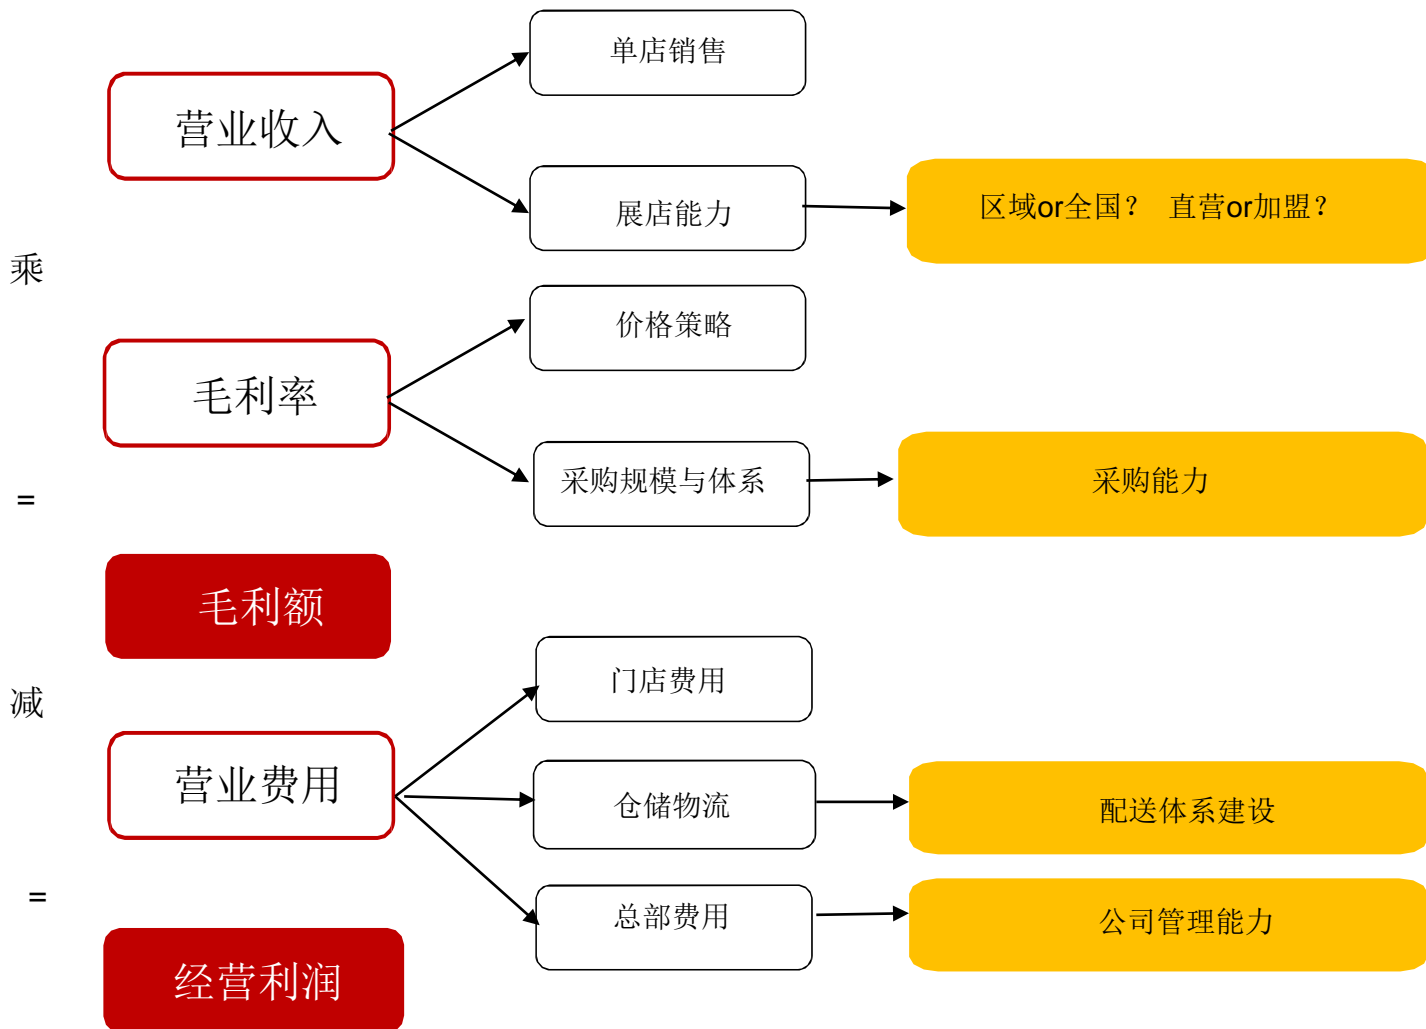 单店销售
营业收入
展店能力
区域or全国? 直营or加盟?
乘
价格策略
毛利率
采购规模与体系
采购能力
=
毛利额
门店费用
减
营业费用
仓储物流
配送体系建设
=
总部费用
公司管理能力
经营利润